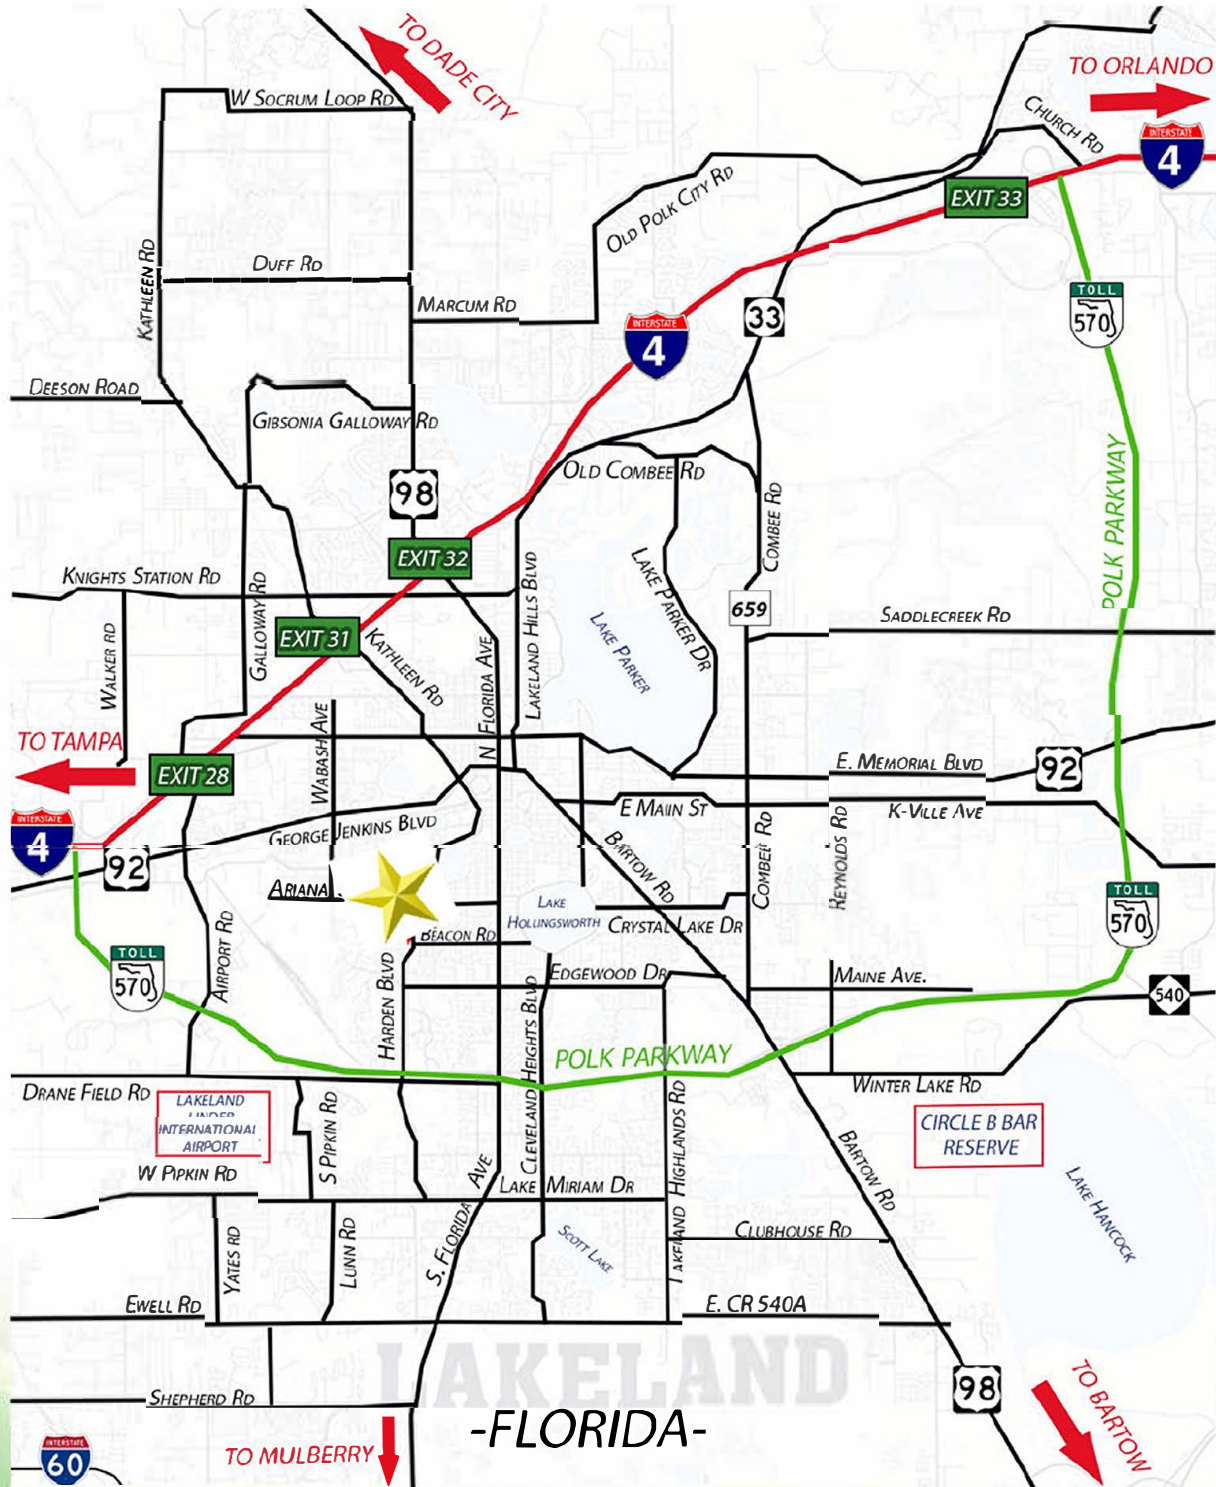 TO DADE CITY
TO ORLANDO
W SOCRUM LOOP RD
CHURCH RD
INTERSTATE
4
EXIT 33
OLD POLK CITY RD
KATHLEEN RD
DUFF RD
MARCUM RD
33
TOLL
570
INTERSTATE
4
DEESON ROAD
GIBSONIA GALLOWAY RD
OLD COMBEE RD
98
COMBEE RD
POLK PARKWAY
EXIT 32
KNIGHTS STATION RD
GALLOWAY RD
LAKELAND HILLS BLVD
LAKE PARKER DR
LAKE PARKER
659
SADDLECREEK RD
EXIT 31
KATHLEEN RD
WALKER RD
N FLORIDA AVE
WABASH AVE
TO TAMPA
EXIT 28
E. MEMORIAL BLVD
92
E MAIIN ST
K-VILLE AVE
INTERSTATE
4
GEORGE JENKINS BLVD
92
BARTOW RD
COMBEE RD
REYNOLDS RD
ARIANA
LAKE
HOLLINGSWORTH
CRYSTAL LAKE DR
TOLL
570
BEACON RD
AIRPORT RD
TOLL
570
HARDEN BLVD
EDGEWOOD DR
MAINE AVE.
540
CLEVELAND HEIGHTS BLVD
POLK PARKWAY
DRANE FIELD RD
WINTER LAKE RD
LAKELAND
LINDER
INTERNATIONAL
AIRPORT
S PIPKIN RD
LAKELAND HIGHLANDS RD
CIRCLE B BAR
RESERVE
BARTOW RD
W PIPKIN RD
LAKE MIRIAM DR
LAKE HANCOCK
S. FLORIDA AVE
YATES RD
LUNN RD
SCOTT LAKE
CLUBHOUSE RD
EWELL RD
E. CR 540A
LAKELAND
-FLORIDA-
SHEPHERD RD
98
TO BARTOW
TO MULBERRY
INTERSTATE
60